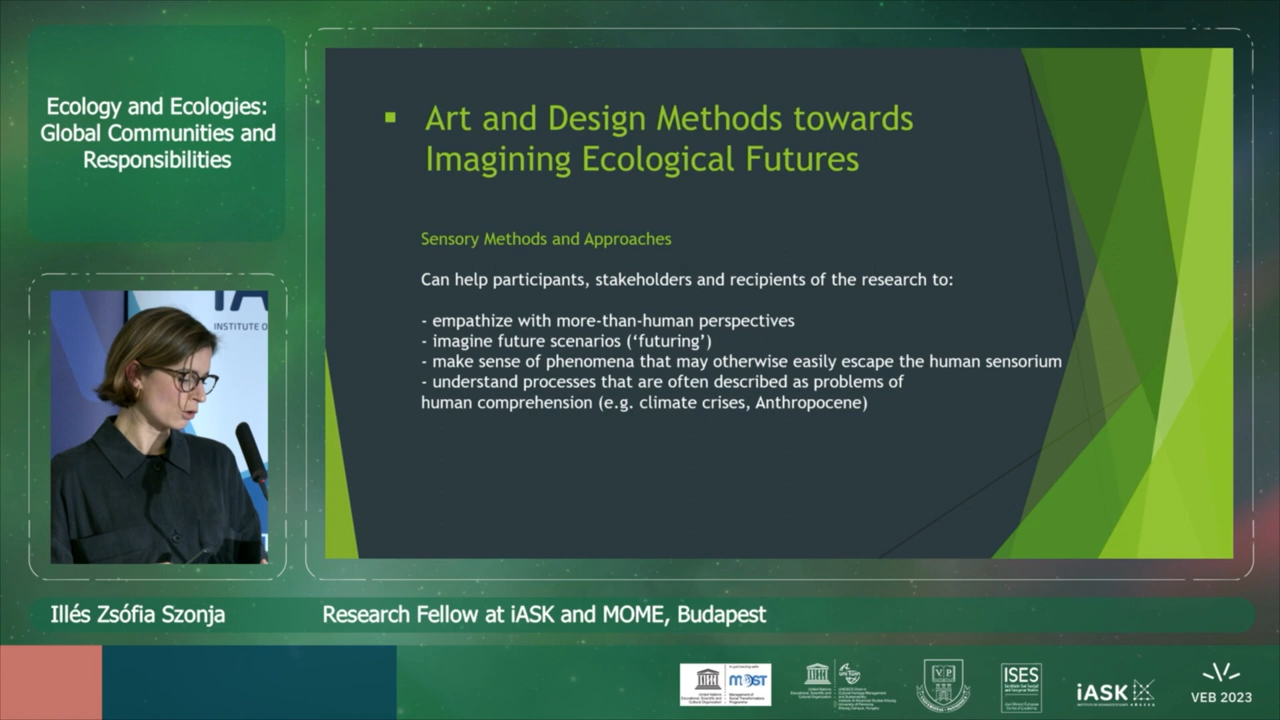 Ecology and Ecologies:
Global Communities and
Responsibilities
▪ Art and Design Methods towards
Imagining Ecological Futures
Sensory Methods and Approaches
Can help participants, stakeholders and recipients of the research to:
- empathize with more-than-human perspectives
- imagine future scenarios (‘futuring’)
- make sense of phenomena that may otherwise easily escape the human sensorium
- understand processes that are often described as problems of
human comprehension (e.g. climate crises, Anthropocene)
INSTITUTE O
Illés Zsófia Szonja
Research Fellow at iASK and MOME, Budapest
ISES
iASK
VEB 2023